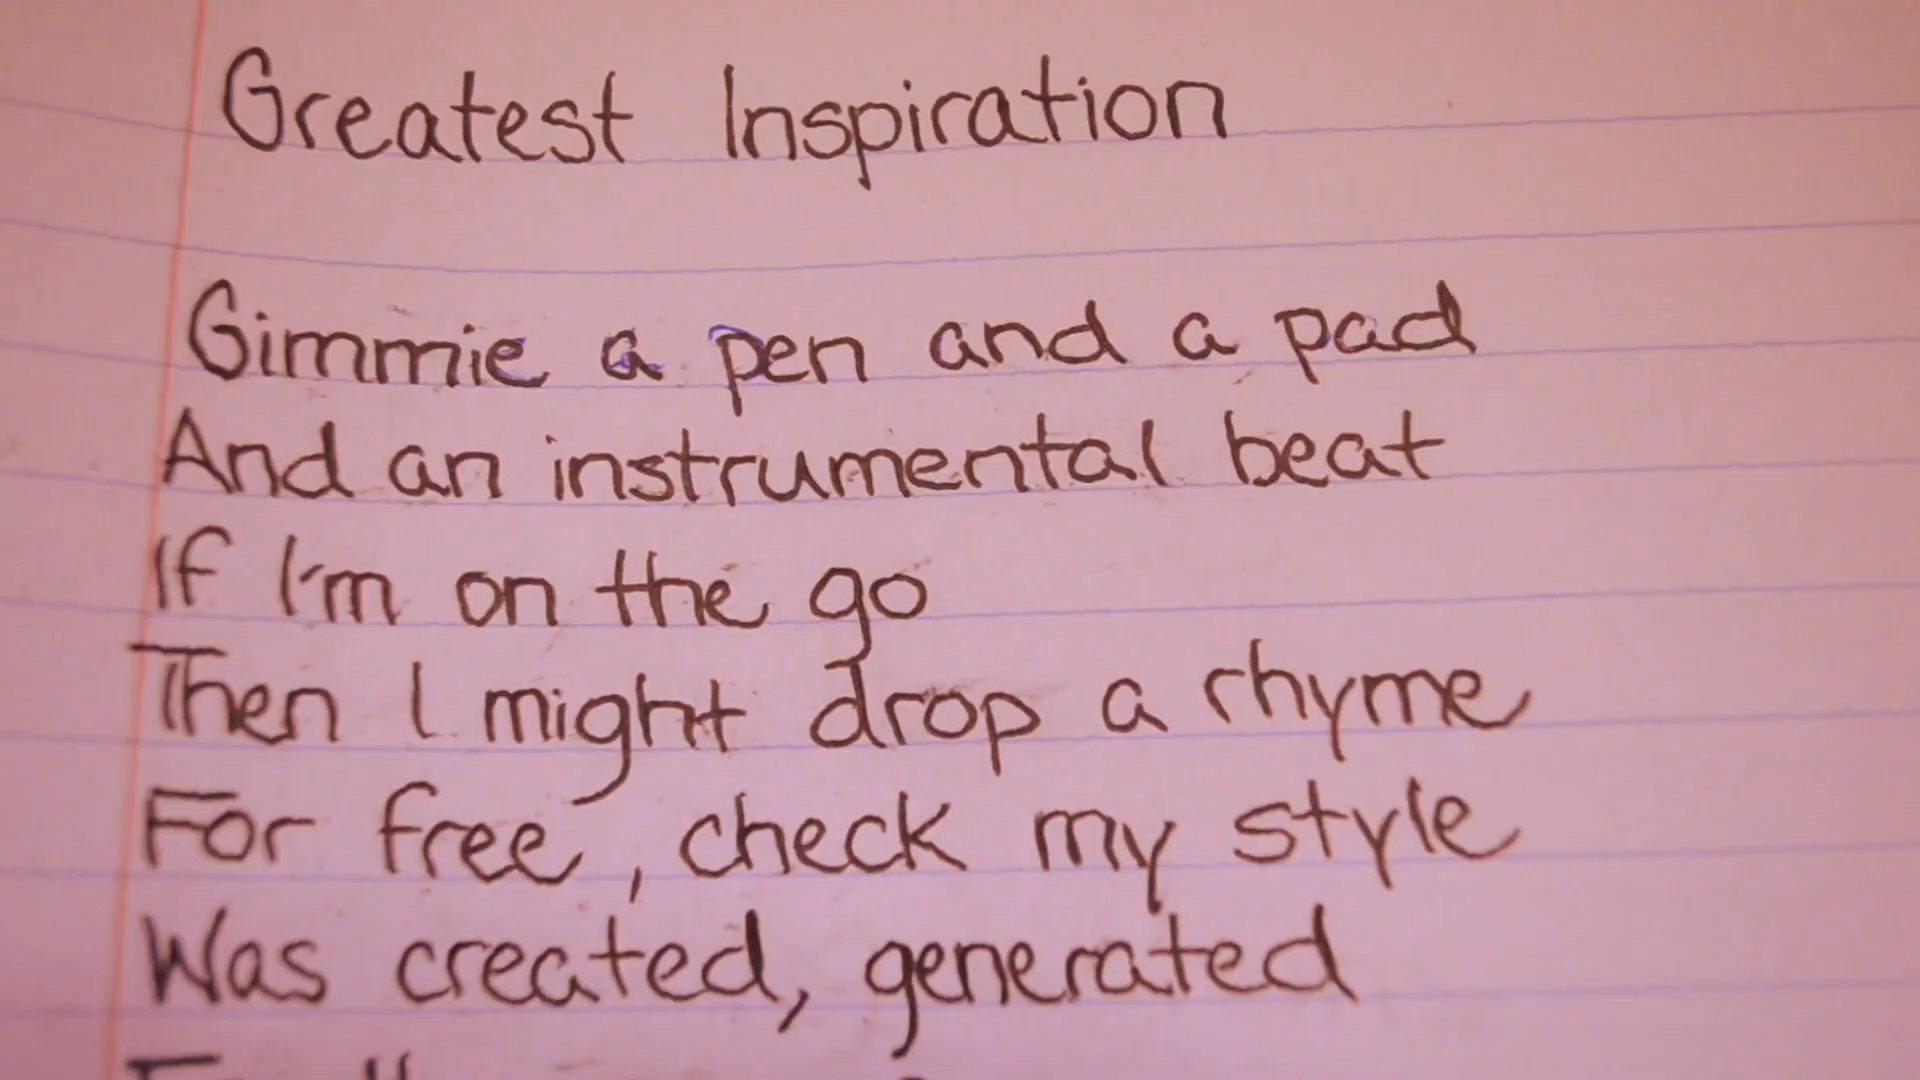 Greatest Inspiration
Gimmie a pen and a pad
And an instrumental beat
If I'm on the go
Then I might drop a rhyme
For free, check my style
Was created, generated